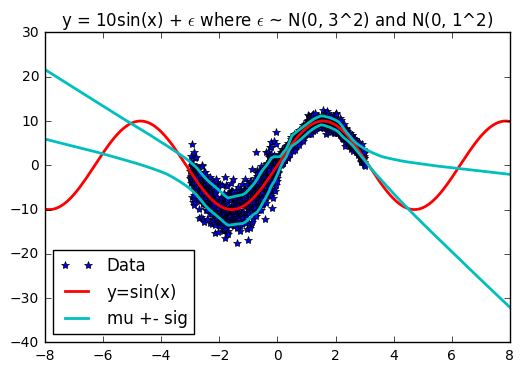 y = 10sin(x) + ϵ where ϵ ~ N(0, 3^2) and N(0, 1^2)
30
20
10
0
−10
−20
−30
−40
Data
y=sin(x)
mu +- sig
−8 −6 −4 −2 0 2 4 6 8